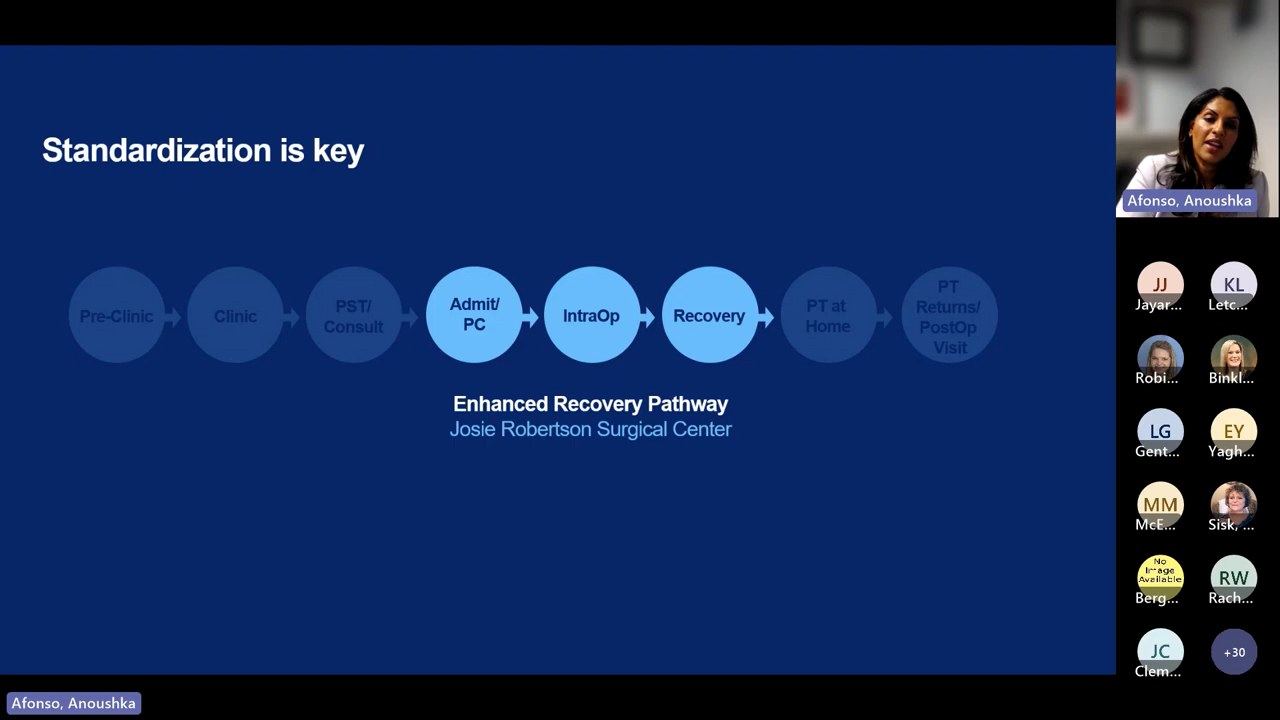 Standardization is key
Pre-Clinic
Clinic
PST/
Consult
Admit/
PC
IntraOp
Recovery
PT at
Home
PT
Returns/
PostOp
Visit
Enhanced Recovery Pathway
Josie Robertson Surgical Center
Afonso, Anoushka
JJ
Jayar...
KL
Letc...
Robi...
Binkl...
LG
Gent...
EY
Yagh...
MM
McE...
Sisk, ...
No
Image
Available
Berg...
RW
Rach...
JC
Clem...
+30
Afonso, Anoushka